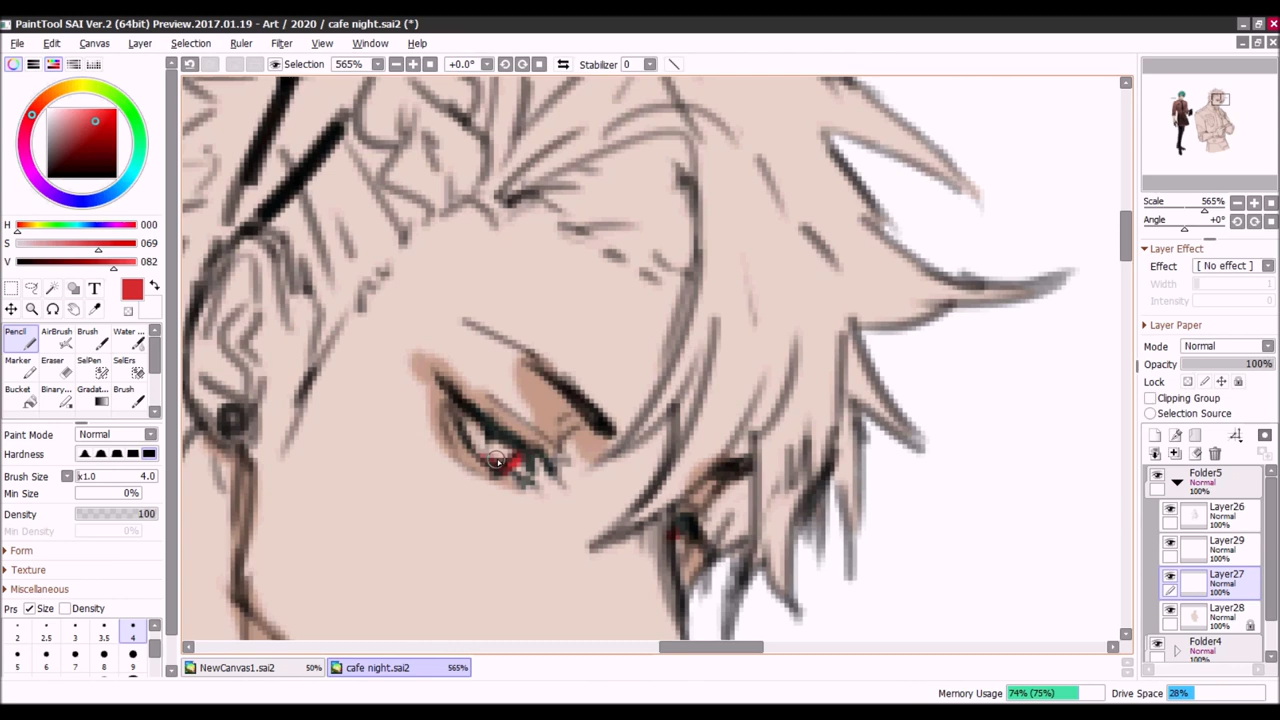 PaintTool SAI Ver.2 (64bit) Preview.2017.01.19 - Art / 2020 / cafe night.sai2 (*)
File Edit Canvas Layer Selection Ruler Filter View Window Help
Selection 565% +0.0° Stabilizer 0
H 000
S 069
V 082
T
Pencil AirBrush Brush Water ...
Marker Eraser SelPen SelErs
Bucket Binary... Gradat... Brush
Paint Mode Normal
Hardness
Brush Size x1.0 4.0
Min Size 0%
Density 100
Min Density 0%
Form
Texture
Miscellaneous
Prs Size Density
2 2.5 3 3.5 4
5 6 7 8 9
NewCanvas1.sai2 50% cafe night.sai2 565%
Memory Usage 74% (75%) Drive Space 28%
Scale 565%
Angle +0°
Layer Effect
Effect [ No effect ]
Width 1
Intensity 0
Layer Paper
Mode Normal
Opacity 100%
Lock
Clipping Group
Selection Source
Folder5
Normal
100%
Layer26
Normal
100%
Layer29
Normal
100%
Layer27
Normal
100%
Layer28
Normal
100%
Folder4
Normal